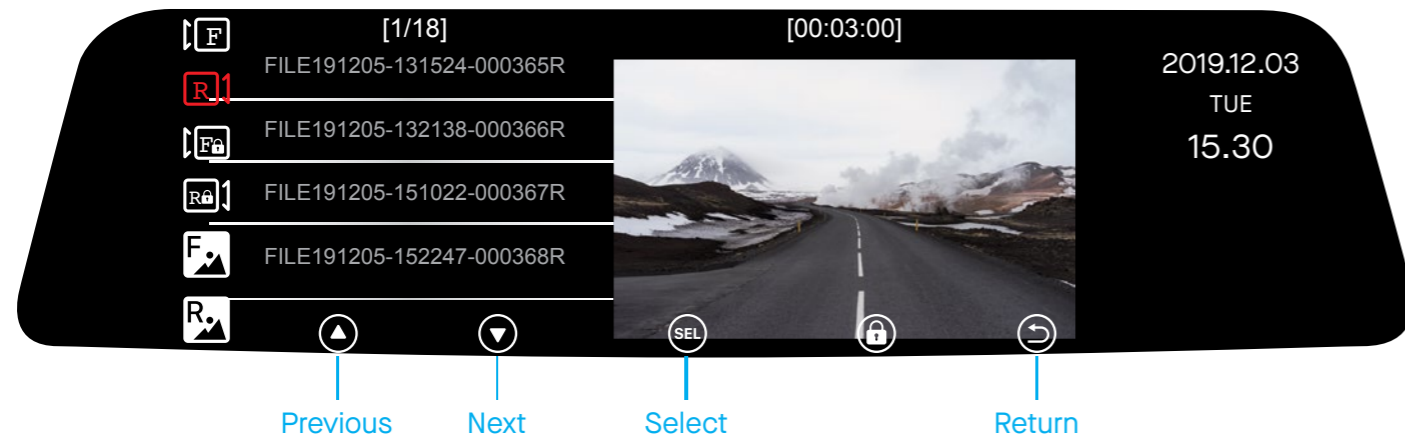 F
R
F
R
F
R
[1/18]
FILE191205-131524-000365R
FILE191205-132138-000366R
FILE191205-151022-000367R
FILE191205-152247-000368R
[00:03:00]
2019.12.03
TUE
15.30
SEL
Previous
Next
Select
Return